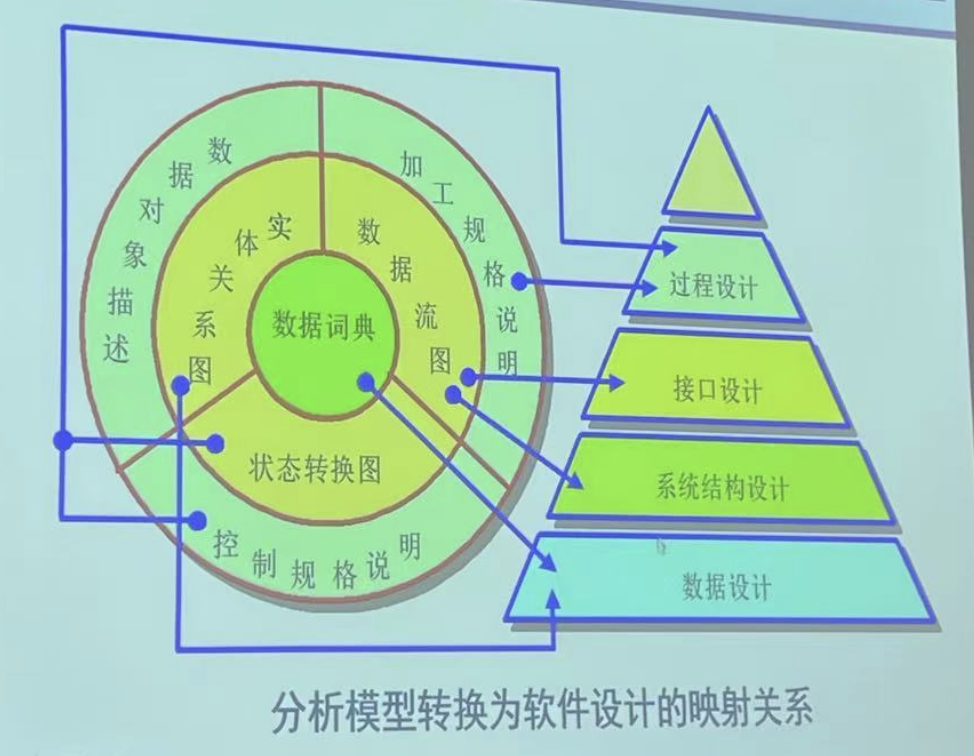 数据对象描述
加工规格说明
实体关系图
数据流图
数据词典
状态转换图
控制规格说明
过程设计
接口设计
系统结构设计
数据设计
分析模型转换为软件设计的映射关系